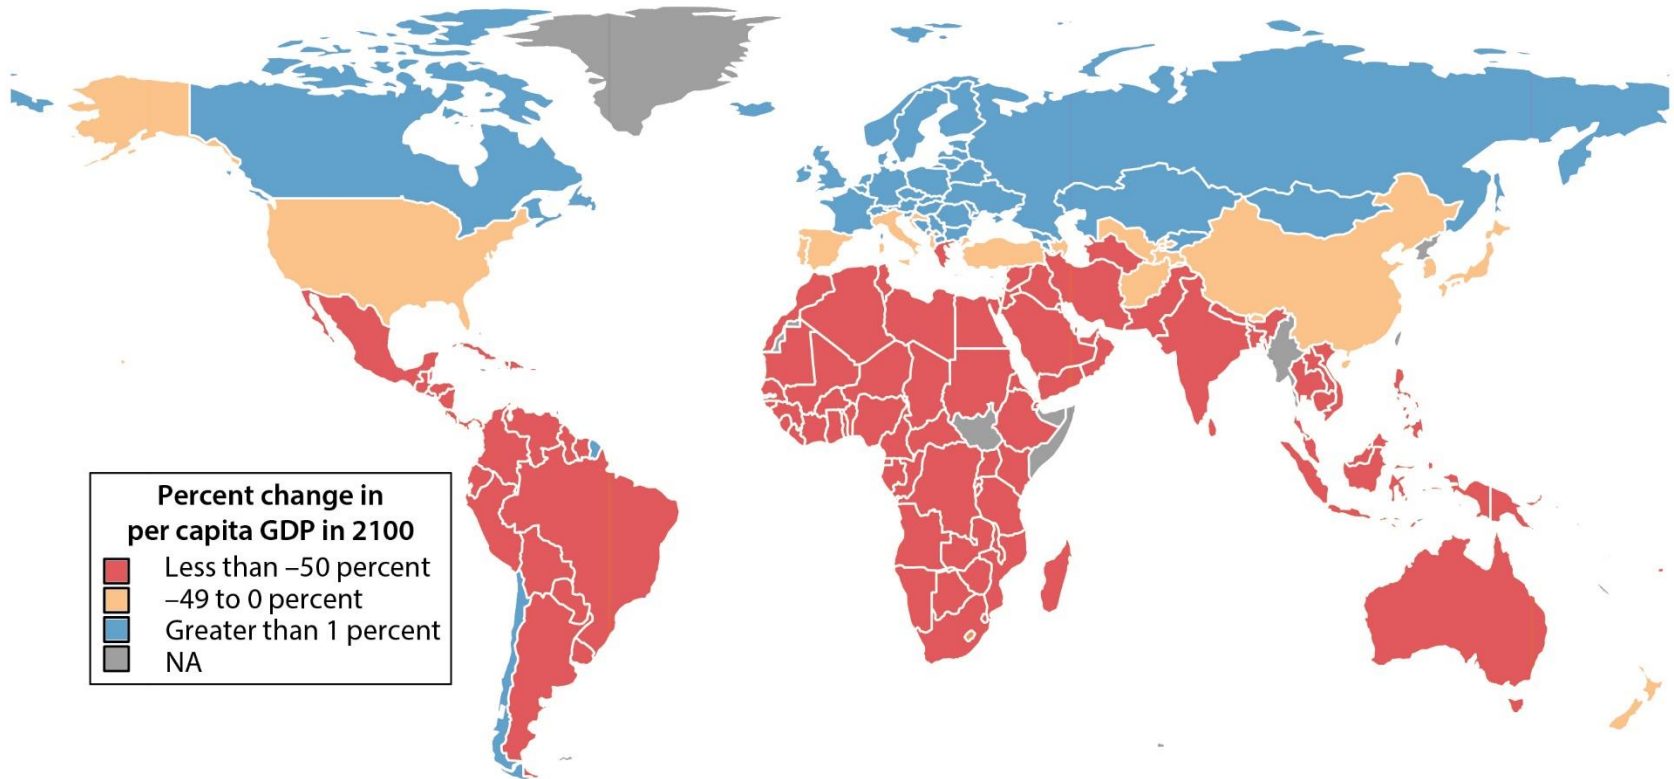 Percent change in
per capita GDP in 2100
Less than –50 percent
–49 to 0 percent
Greater than 1 percent
NA